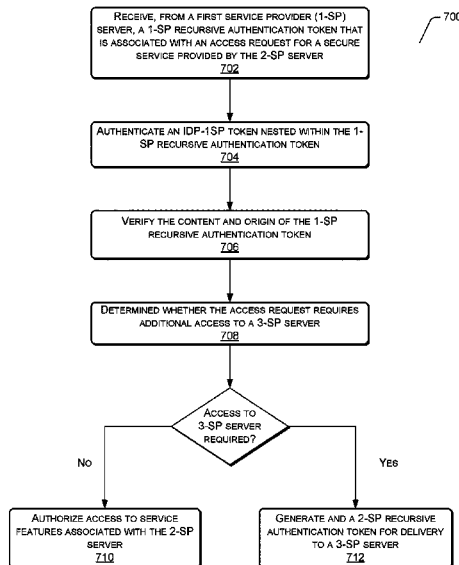 RECEIVE, FROM A FIRST SERVICE PROVIDER (1-SP)
SERVER, A 1-SP RECURSIVE AUTHENTICATION TOKEN THAT
IS ASSOCIATED WITH AN ACCESS REQUEST FOR A SECURE
SERVICE PROVIDED BY THE 2-SP SERVER
702
700
AUTHENTICATE AN IDP-1SP TOKEN NESTED WITHIN THE 1-
SP RECURSIVE AUTHENTICATION TOKEN
704
VERIFY THE CONTENT AND ORIGIN OF THE 1-SP
RECURSIVE AUTHENTICATION TOKEN
706
DETERMINED WHETHER THE ACCESS REQUEST REQUIRES
ADDITIONAL ACCESS TO A 3-SP SERVER
708
ACCESS TO
3-SP SERVER
REQUIRED?
NO
YES
AUTHORIZE ACCESS TO SERVICE
FEATURES ASSOCIATED WITH THE 2-SP
SERVER
710
GENERATE AND A 2-SP RECURSIVE
AUTHENTICATION TOKEN FOR DELIVERY
TO A 3-SP SERVER
712